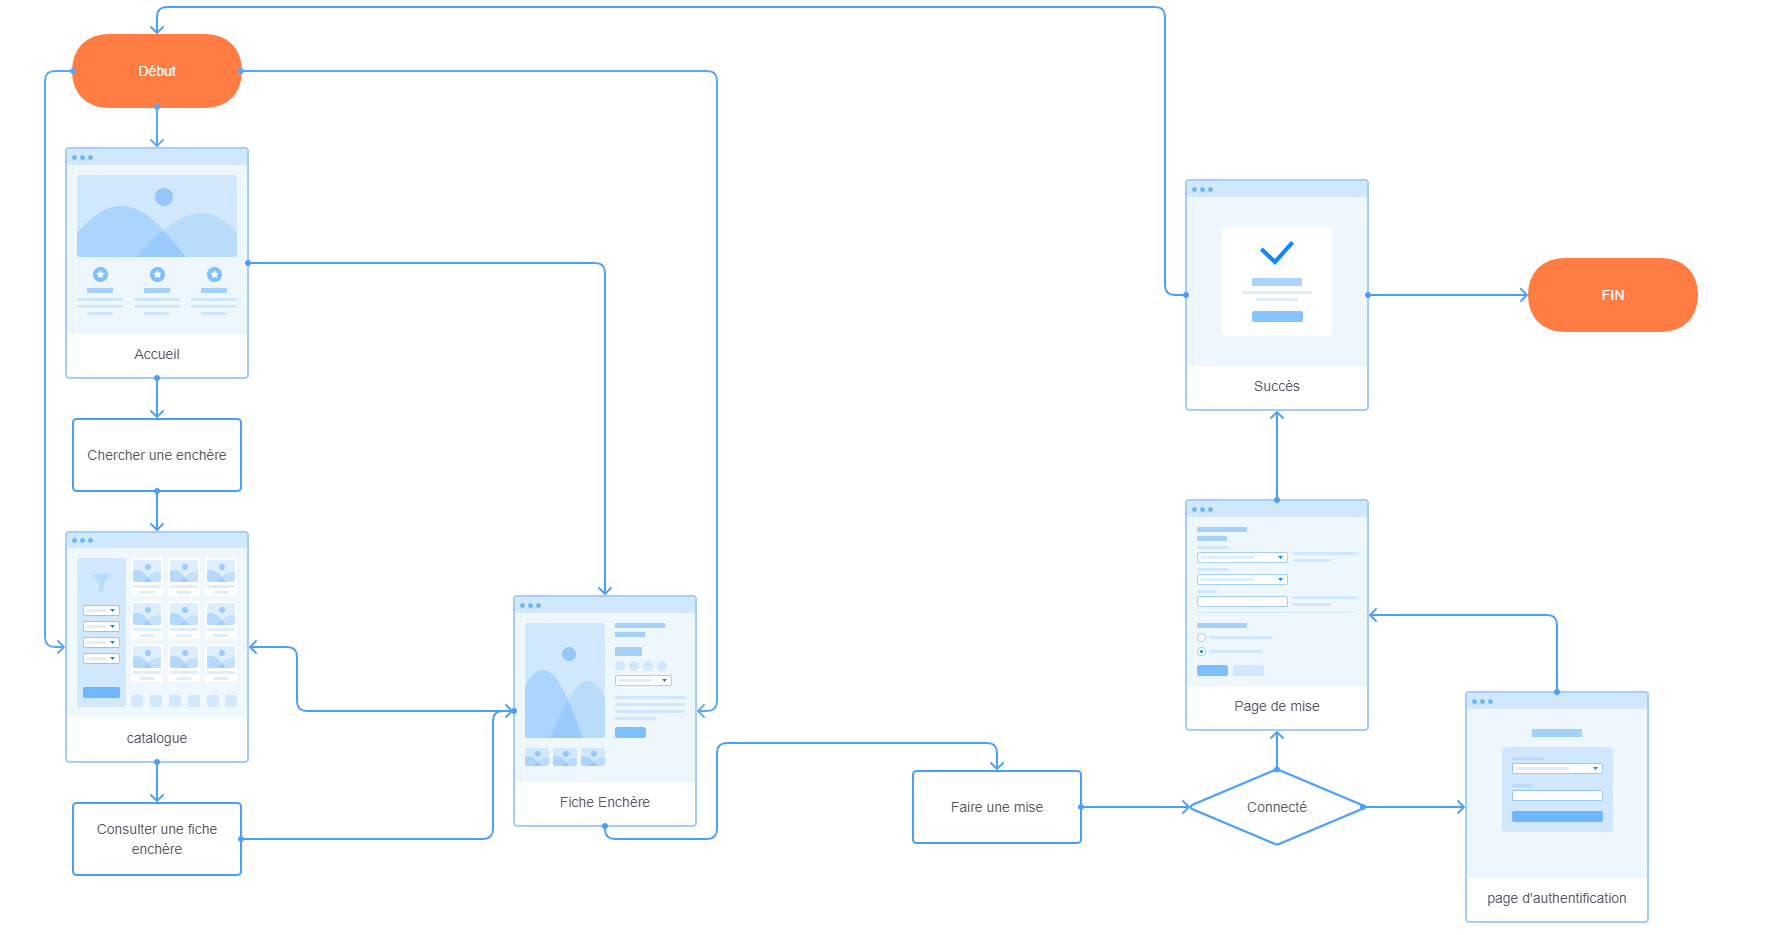 Début
Accueil
Chercher une enchère
catalogue
Consulter une fiche
enchère
Fiche Enchère
Faire une mise
Connecté
Page de mise
page d'authentification
Succès
FIN